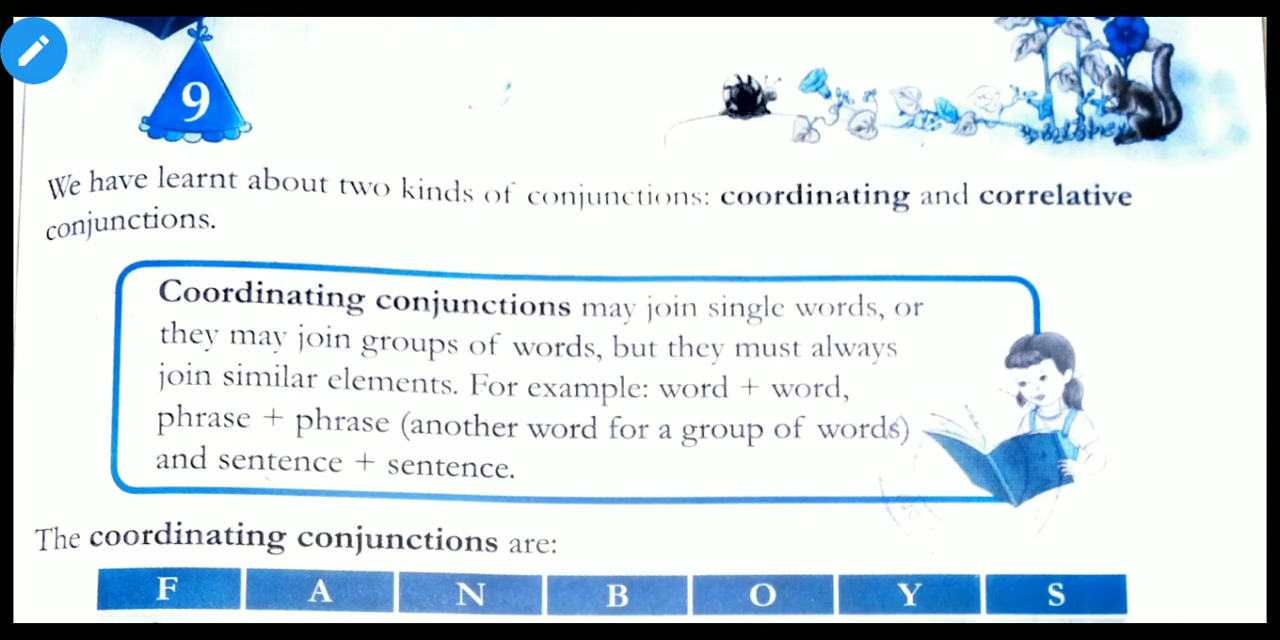 9
We have learnt about two kinds of conjunctions: coordinating and correlative
conjunctions.
Coordinating conjunctions may join single words, or
they may join groups of words, but they must always
join similar elements. For example: word + word,
phrase + phrase (another word for a group of words)
and sentence + sentence.
The coordinating conjunctions are:
F A N B O Y S